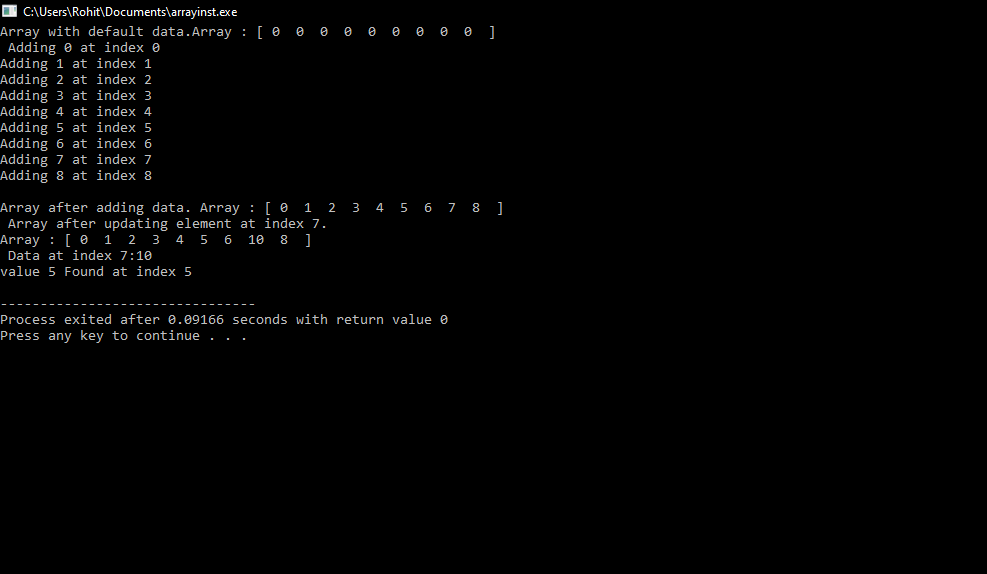 C:\Users\Rohit\Documents\arrayinst.exe
Array with default data.Array : [ 0  0  0  0  0  0  0  0  0  ]
 Adding 0 at index 0
Adding 1 at index 1
Adding 2 at index 2
Adding 3 at index 3
Adding 4 at index 4
Adding 5 at index 5
Adding 6 at index 6
Adding 7 at index 7
Adding 8 at index 8

Array after adding data. Array : [ 0  1  2  3  4  5  6  7  8  ]
 Array after updating element at index 7.
Array : [ 0  1  2  3  4  5  6  10  8  ]
 Data at index 7:10
value 5 Found at index 5

--------------------------------
Process exited after 0.09166 seconds with return value 0
Press any key to continue . . .